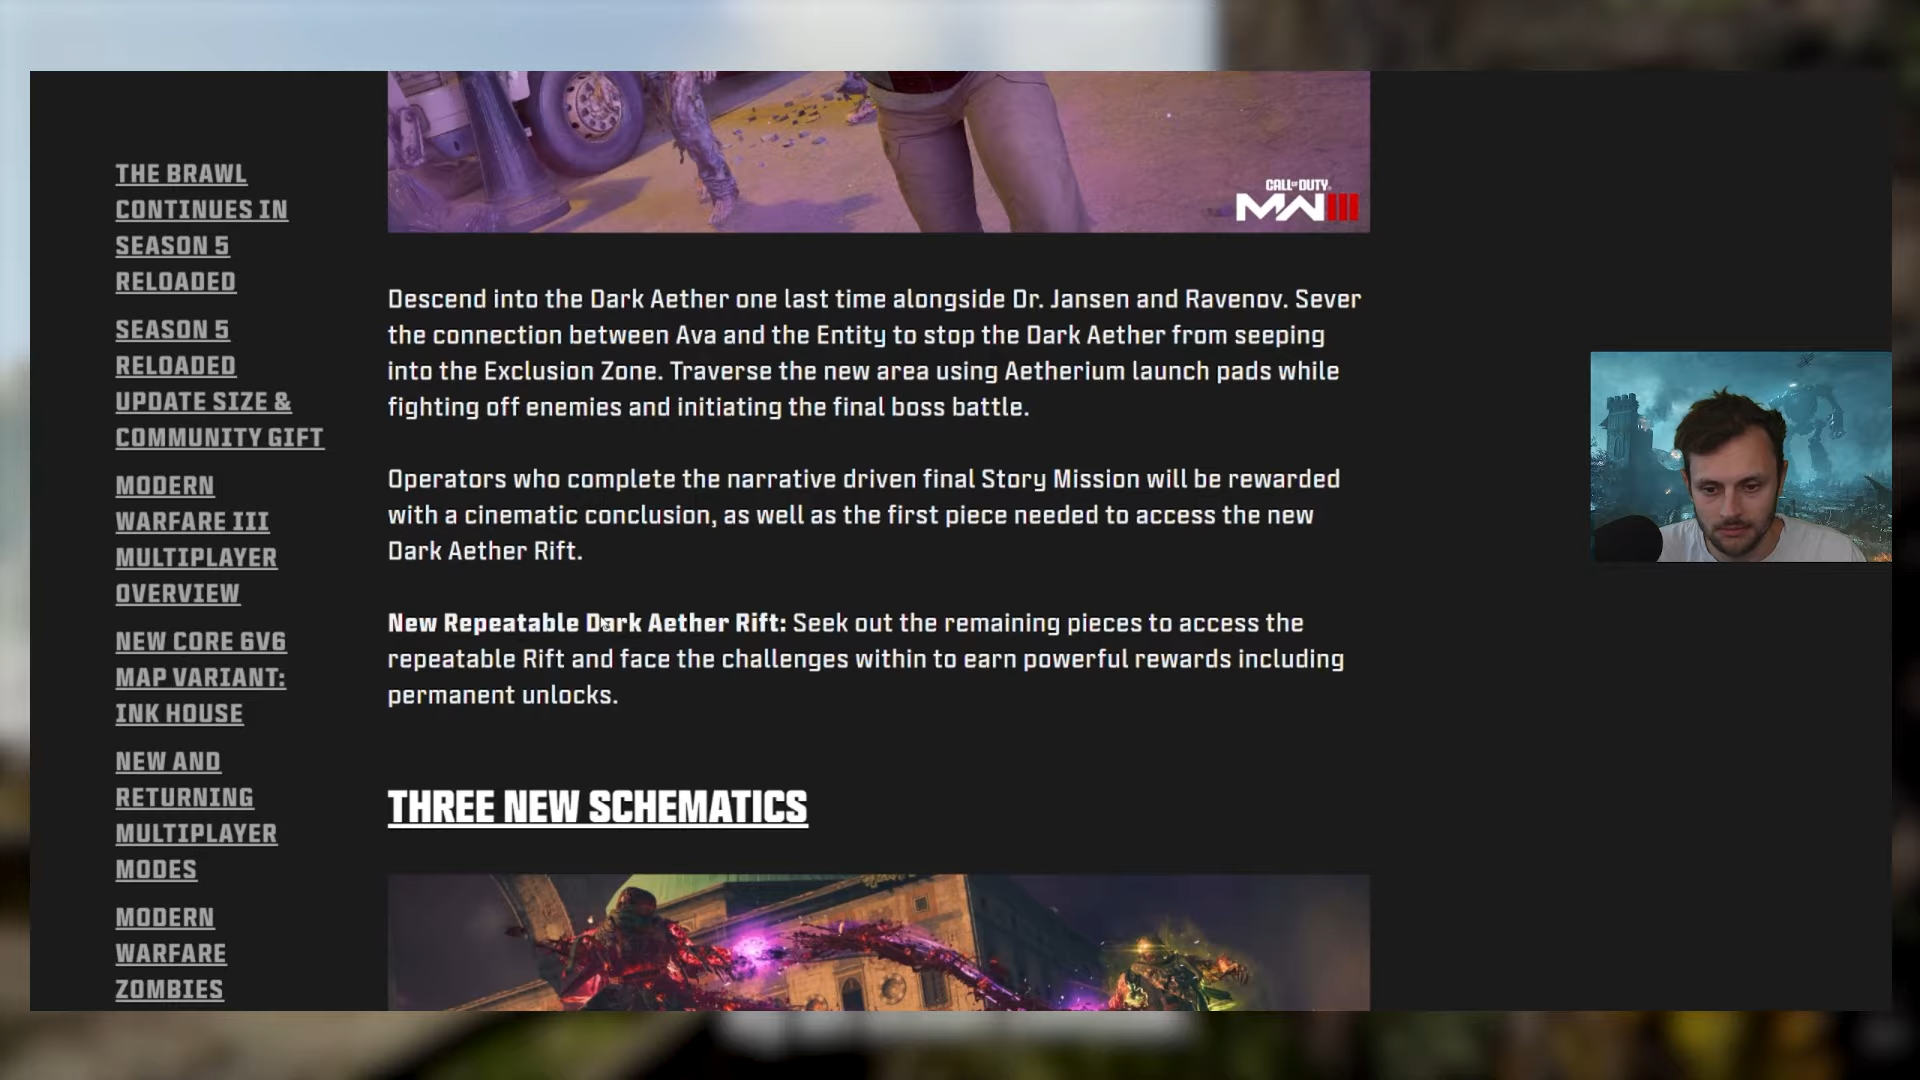 THE BRAWL
CONTINUES IN
SEASON 5
RELOADED
SEASON 5
RELOADED
UPDATE SIZE &
COMMUNITY GIFT
MODERN
WARFARE III
MULTIPLAYER
OVERVIEW
NEW CORE 6V6
MAP VARIANT:
INK HOUSE
NEW AND
RETURNING
MULTIPLAYER
MODES
MODERN
WARFARE
ZOMBIES
CALL OF DUTY
MWIII
Descend into the Dark Aether one last time alongside Dr. Jansen and Ravenov. Sever
the connection between Ava and the Entity to stop the Dark Aether from seeping
into the Exclusion Zone. Traverse the new area using Aetherium launch pads while
fighting off enemies and initiating the final boss battle.
Operators who complete the narrative driven final Story Mission will be rewarded
with a cinematic conclusion, as well as the first piece needed to access the new
Dark Aether Rift.
New Repeatable Dark Aether Rift: Seek out the remaining pieces to access the
repeatable Rift and face the challenges within to earn powerful rewards including
permanent unlocks.
THREE NEW SCHEMATICS